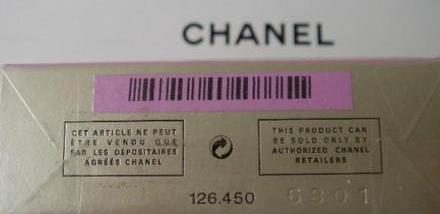 CHANEL
CET ARTICLE NE PEUT
ÊTRE VENDU QUE
PAR LES DÉPOSITAIRES
AGRÉÉS CHANEL
THIS PRODUCT CAN
BE SOLD ONLY BY
AUTHORIZED CHANEL
RETAILERS
126.450
6301